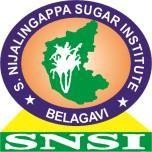 S. NIJALINGAPPA SUGAR INSTITUTE
BELAGAVI
SNSI